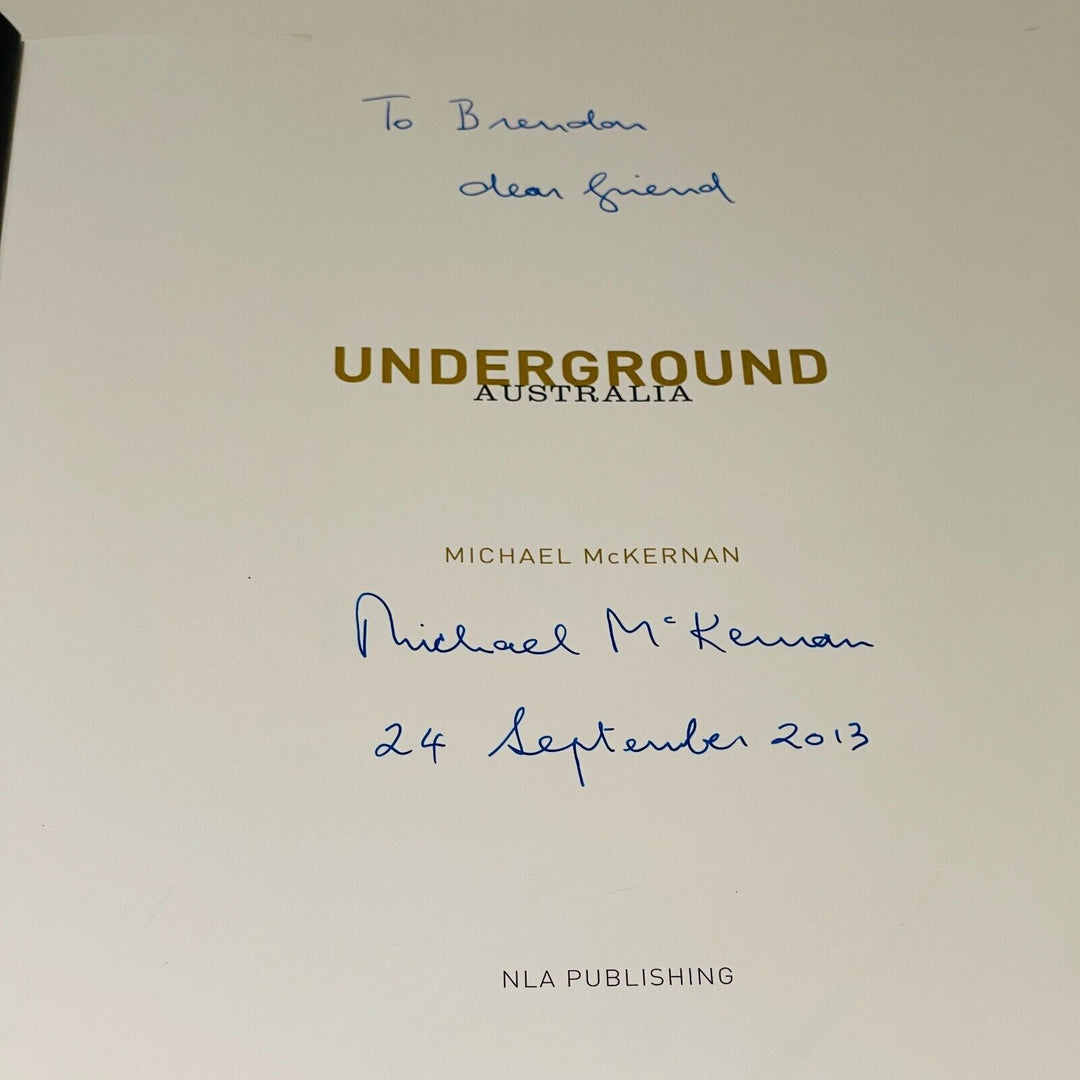 To Brendan
dear friend
UNDERGROUND
AUSTRALIA
MICHAEL McKERNAN
Michael McKernan
24 September 2013
NLA PUBLISHING